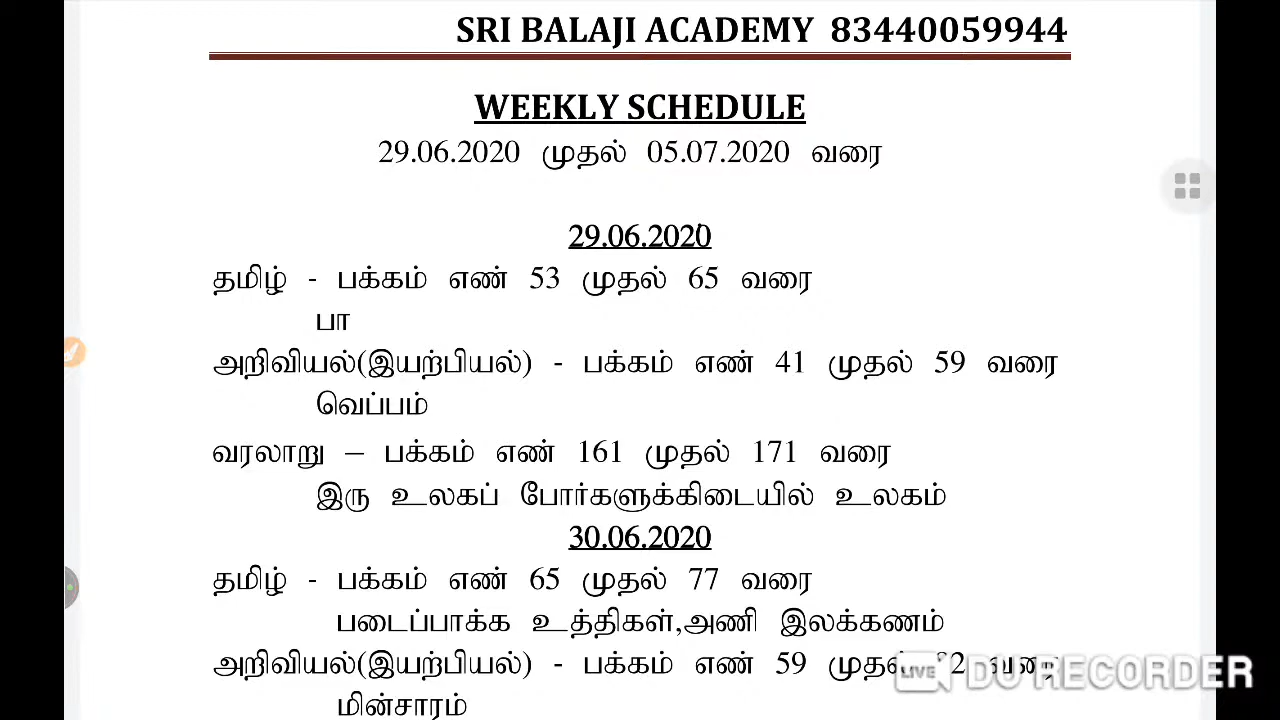 SRI BALAJI ACADEMY 83440059944
WEEKLY SCHEDULE
29.06.2020 முதல் 05.07.2020 வரை
29.06.2020
தமிழ் - பக்கம் எண் 53 முதல் 65 வரை
பா
அறிவியல்(இயற்பியல்) - பக்கம் எண் 41 முதல் 59 வரை
வெப்பம்
வரலாறு – பக்கம் எண் 161 முதல் 171 வரை
இரு உலகப் போர்களுக்கிடையில் உலகம்
30.06.2020
தமிழ் - பக்கம் எண் 65 முதல் 77 வரை
படைப்பாக்க உத்திகள்,அணி இலக்கணம்
அறிவியல்(இயற்பியல்) - பக்கம் எண் 59 முதல் வரை
மின்சாரம்
LIVE DU RECORDER